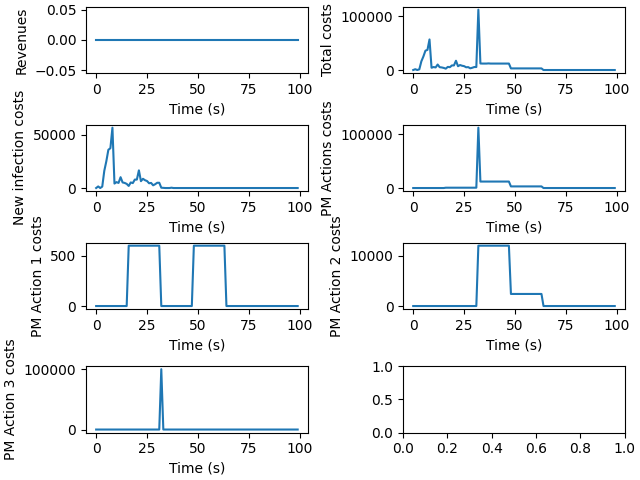 Revenues
0.05
0.00
−0.05
0 25 50 75 100
Time (s)
Total costs
100000
0
0 25 50 75 100
Time (s)
New infection costs
50000
0
0 25 50 75 100
Time (s)
PM Actions costs
100000
0
0 25 50 75 100
Time (s)
PM Action 1 costs
500
0
0 25 50 75 100
Time (s)
PM Action 2 costs
10000
0
0 25 50 75 100
Time (s)
PM Action 3 costs
100000
0
0 25 50 75 100
Time (s)
1.0
0.5
0.0
0.0 0.2 0.4 0.6 0.8 1.0